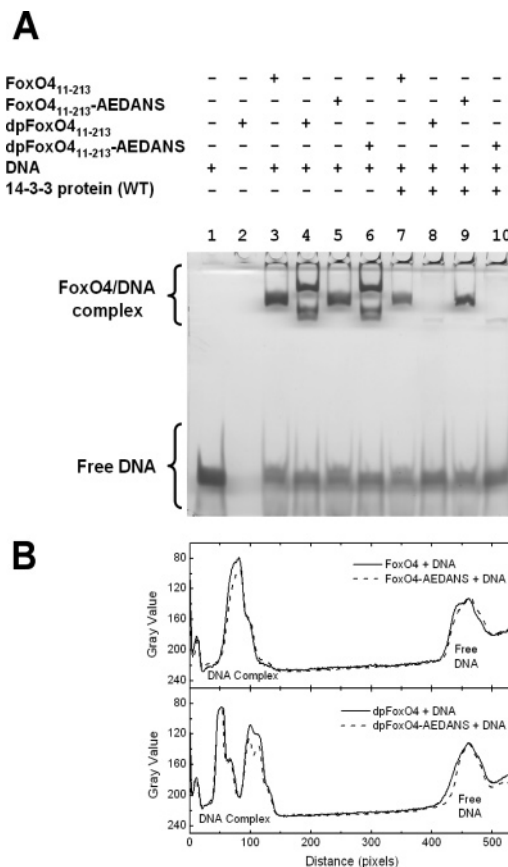 A
FoxO4₁₁₋₂₁₃ – – + – – – + – – –
FoxO4₁₁₋₂₁₃-AEDANS – – – – + – – – + –
dpFoxO4₁₁₋₂₁₃ – + – + – – – + – –
dpFoxO4₁₁₋₂₁₃-AEDANS – – – – – + – – – +
DNA + – + + + + + + + +
14-3-3 protein (WT) – – – – – – + + + +
1 2 3 4 5 6 7 8 9 10
FoxO4/DNA
complex
Free DNA
B
80
120
160
200
240
Gray Value
FoxO4 + DNA
FoxO4-AEDANS + DNA
DNA Complex
Free
DNA
80
120
160
200
240
Gray Value
dpFoxO4 + DNA
dpFoxO4-AEDANS + DNA
DNA Complex
Free
DNA
0 100 200 300 400 500
Distance (pixels)